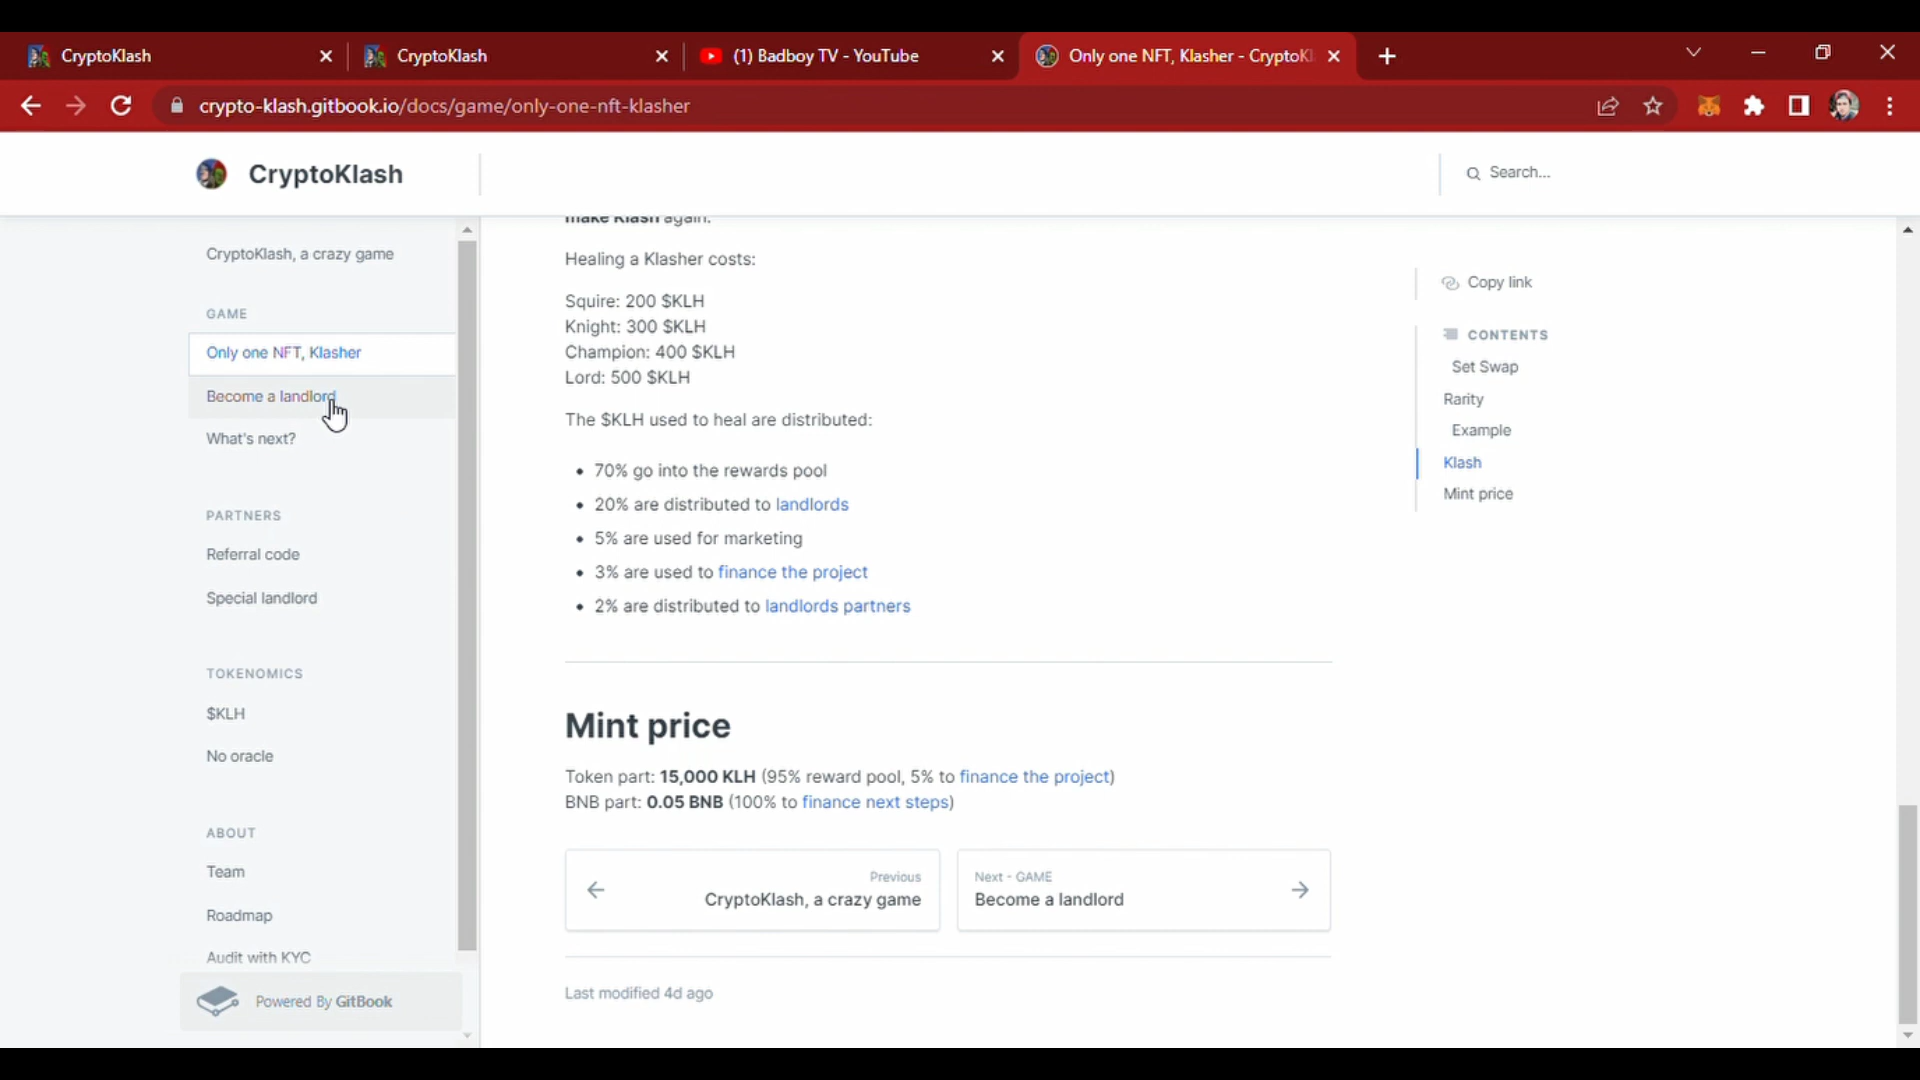 CryptoKlash
CryptoKlash
(1) Badboy TV - YouTube
Only one NFT, Klasher - CryptoKl
crypto-klash.gitbook.io/docs/game/only-one-nft-klasher
CryptoKlash
Search...
CryptoKlash, a crazy game
GAME
Only one NFT, Klasher
Become a landlord
What's next?
PARTNERS
Referral code
Special landlord
TOKENOMICS
$KLH
No oracle
ABOUT
Team
Roadmap
Audit with KYC
Powered By GitBook
make Klash again.
Healing a Klasher costs:
Squire: 200 $KLH
Knight: 300 $KLH
Champion: 400 $KLH
Lord: 500 $KLH
The $KLH used to heal are distributed:
• 70% go into the rewards pool
• 20% are distributed to landlords
• 5% are used for marketing
• 3% are used to finance the project
• 2% are distributed to landlords partners
Mint price
Token part: 15,000 KLH (95% reward pool, 5% to finance the project)
BNB part: 0.05 BNB (100% to finance next steps)
Previous
CryptoKlash, a crazy game
Next - GAME
Become a landlord
Last modified 4d ago
Copy link
CONTENTS
Set Swap
Rarity
Example
Klash
Mint price